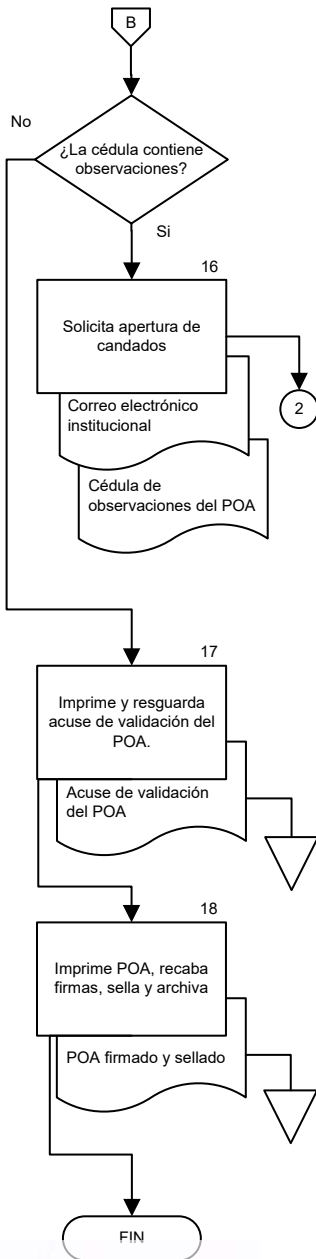 B
No
¿La cédula contiene
observaciones?
Si
16
Solicita apertura de
candados
2
Correo electrónico
institucional
Cédula de
observaciones del POA
17
Imprime y resguarda
acuse de validación del
POA.
Acuse de validación
del POA
18
Imprime POA, recaba
firmas, sella y archiva
POA firmado y sellado
FIN